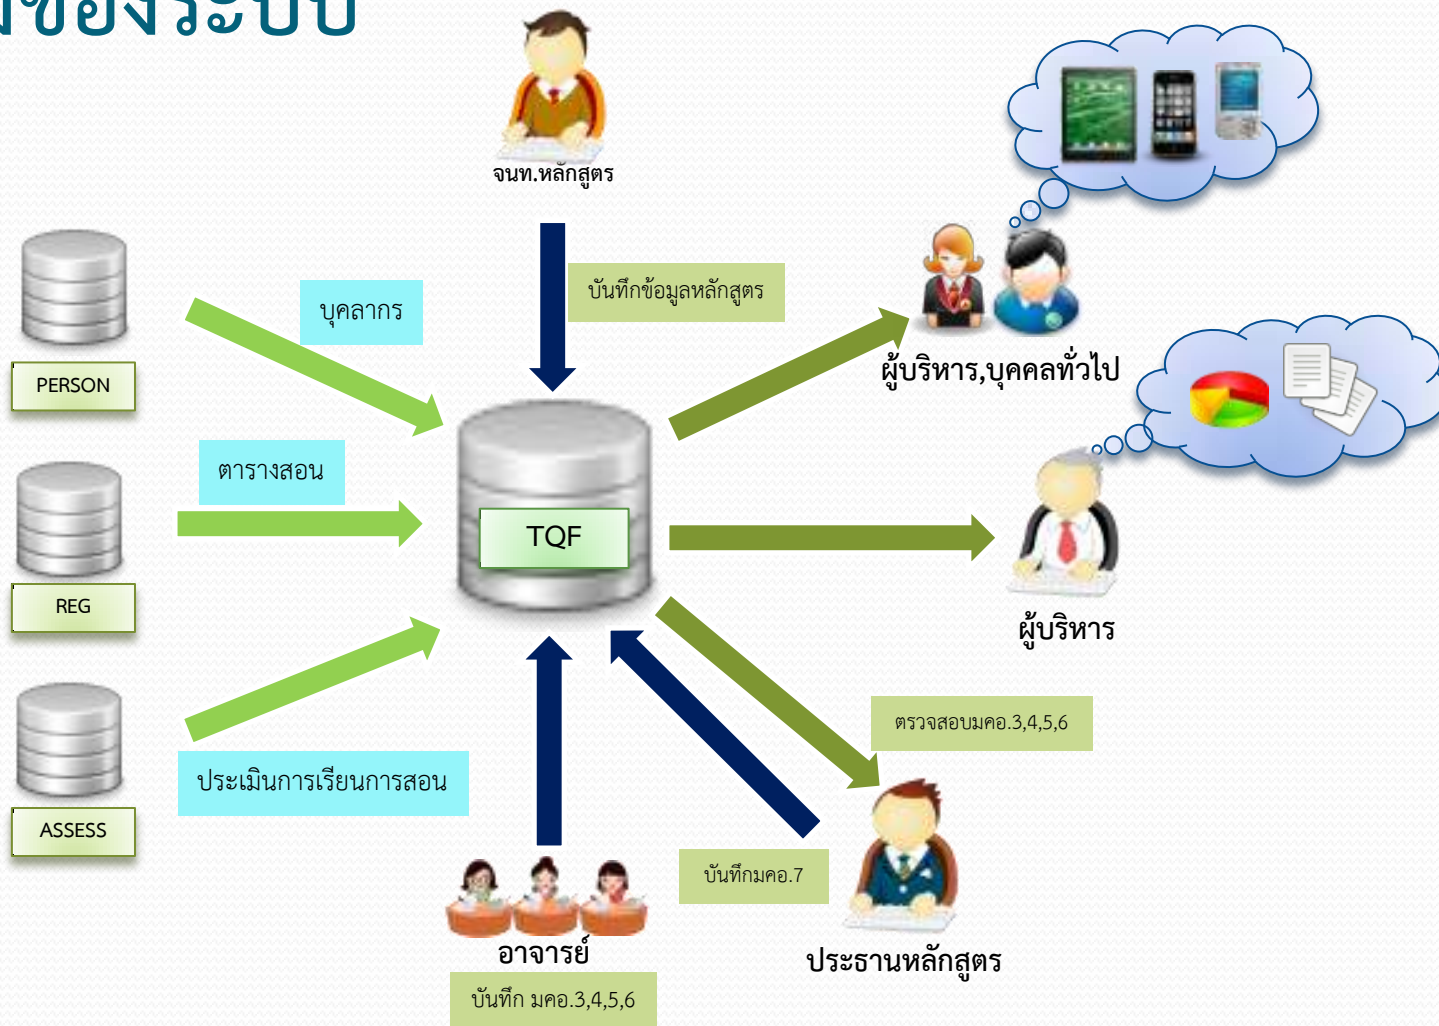 ของระบบ
จนท.หลักสูตร
บันทึกข้อมูลหลักสูตร
บุคลากร
ผู้บริหาร,บุคคลทั่วไป
PERSON
ตารางสอน
TQF
REG
ผู้บริหาร
ตรวจสอบมคอ.3,4,5,6
ประเมินการเรียนการสอน
ASSESS
บันทึกมคอ.7
อาจารย์
ประธานหลักสูตร
บันทึก มคอ.3,4,5,6